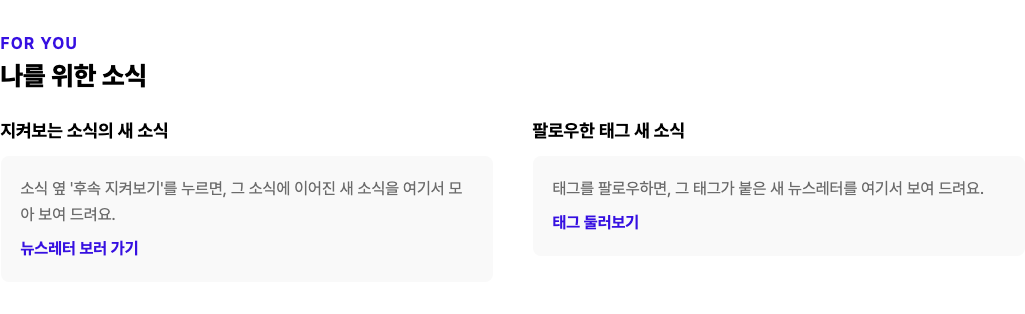 FOR YOU
나를 위한 소식
지켜보는 소식의 새 소식
소식 옆 '후속 지켜보기'를 누르면, 그 소식에 이어진 새 소식을 여기서 모
아 보여 드려요.
뉴스레터 보러 가기
팔로우한 태그 새 소식
태그를 팔로우하면, 그 태그가 붙은 새 뉴스레터를 여기서 보여 드려요.
태그 둘러보기